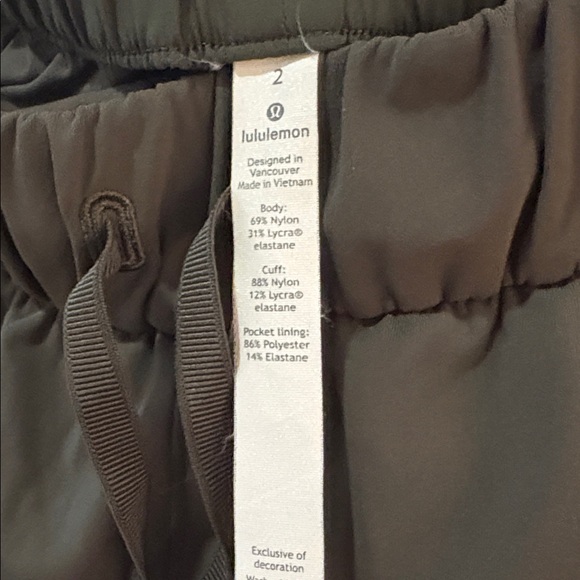 2
lululemon
Designed in
Vancouver
Made in Vietnam
Body:
69% Nylon
31% Lycra®
elastane
Cuff:
88% Nylon
12% Lycra®
elastane
Pocket lining:
86% Polyester
14% Elastane
Exclusive of
decoration